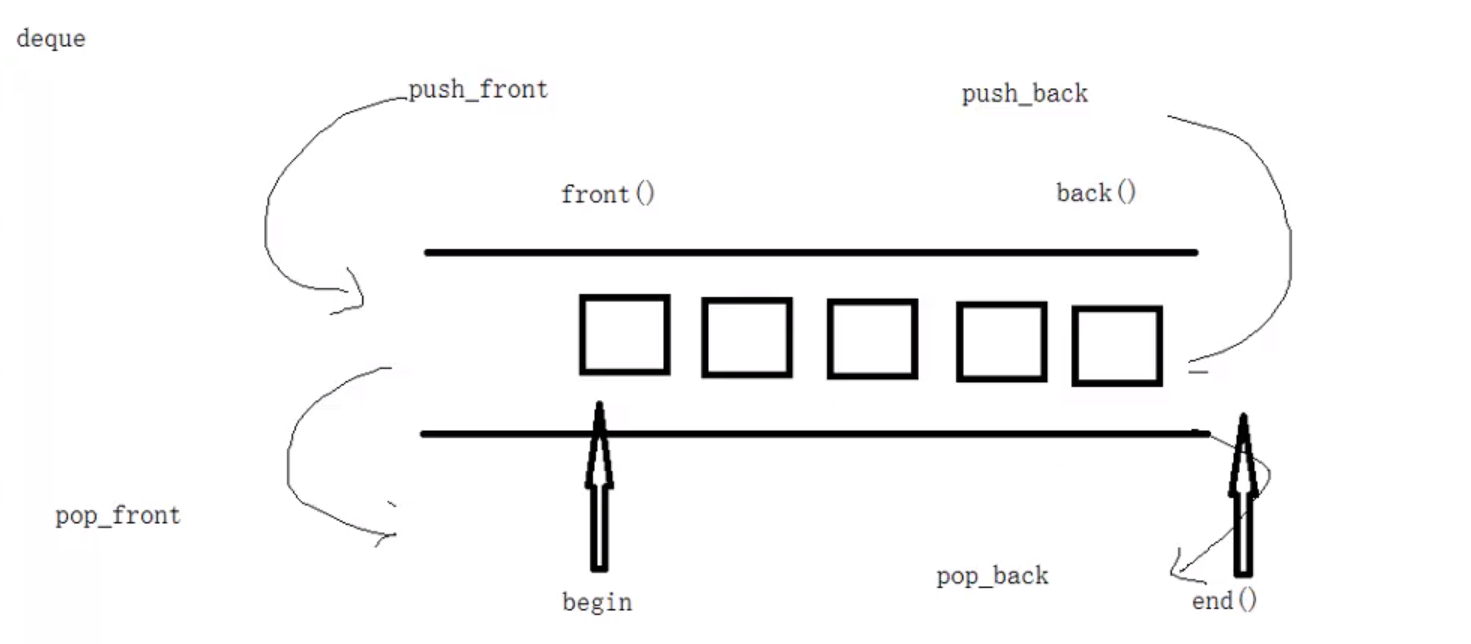 deque
push_front
push_back
front()
back()
pop_front
pop_back
begin
end()